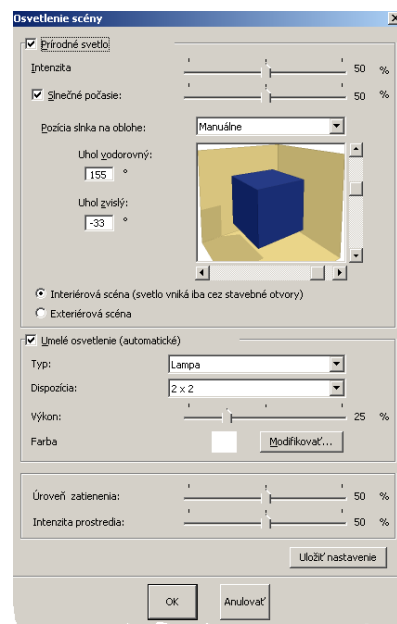 Osvetlenie scény
Prírodné svetlo
Intenzita 50 %
Slnečné počasie: 50 %
Pozícia slnka na oblohe: Manuálne
Uhol vodorovný:
155 °
Uhol zvislý:
-33 °
Interiérová scéna (svetlo vniká iba cez stavebné otvory)
Exteriérová scéna
Umelé osvetlenie (automatické)
Typ: Lampa
Dispozícia: 2 x 2
Výkon: 25 %
Farba Modifikovať...
Úroveň zatienenia: 50 %
Intenzita prostredia: 50 %
Uložiť nastavenie
OK Anulovať